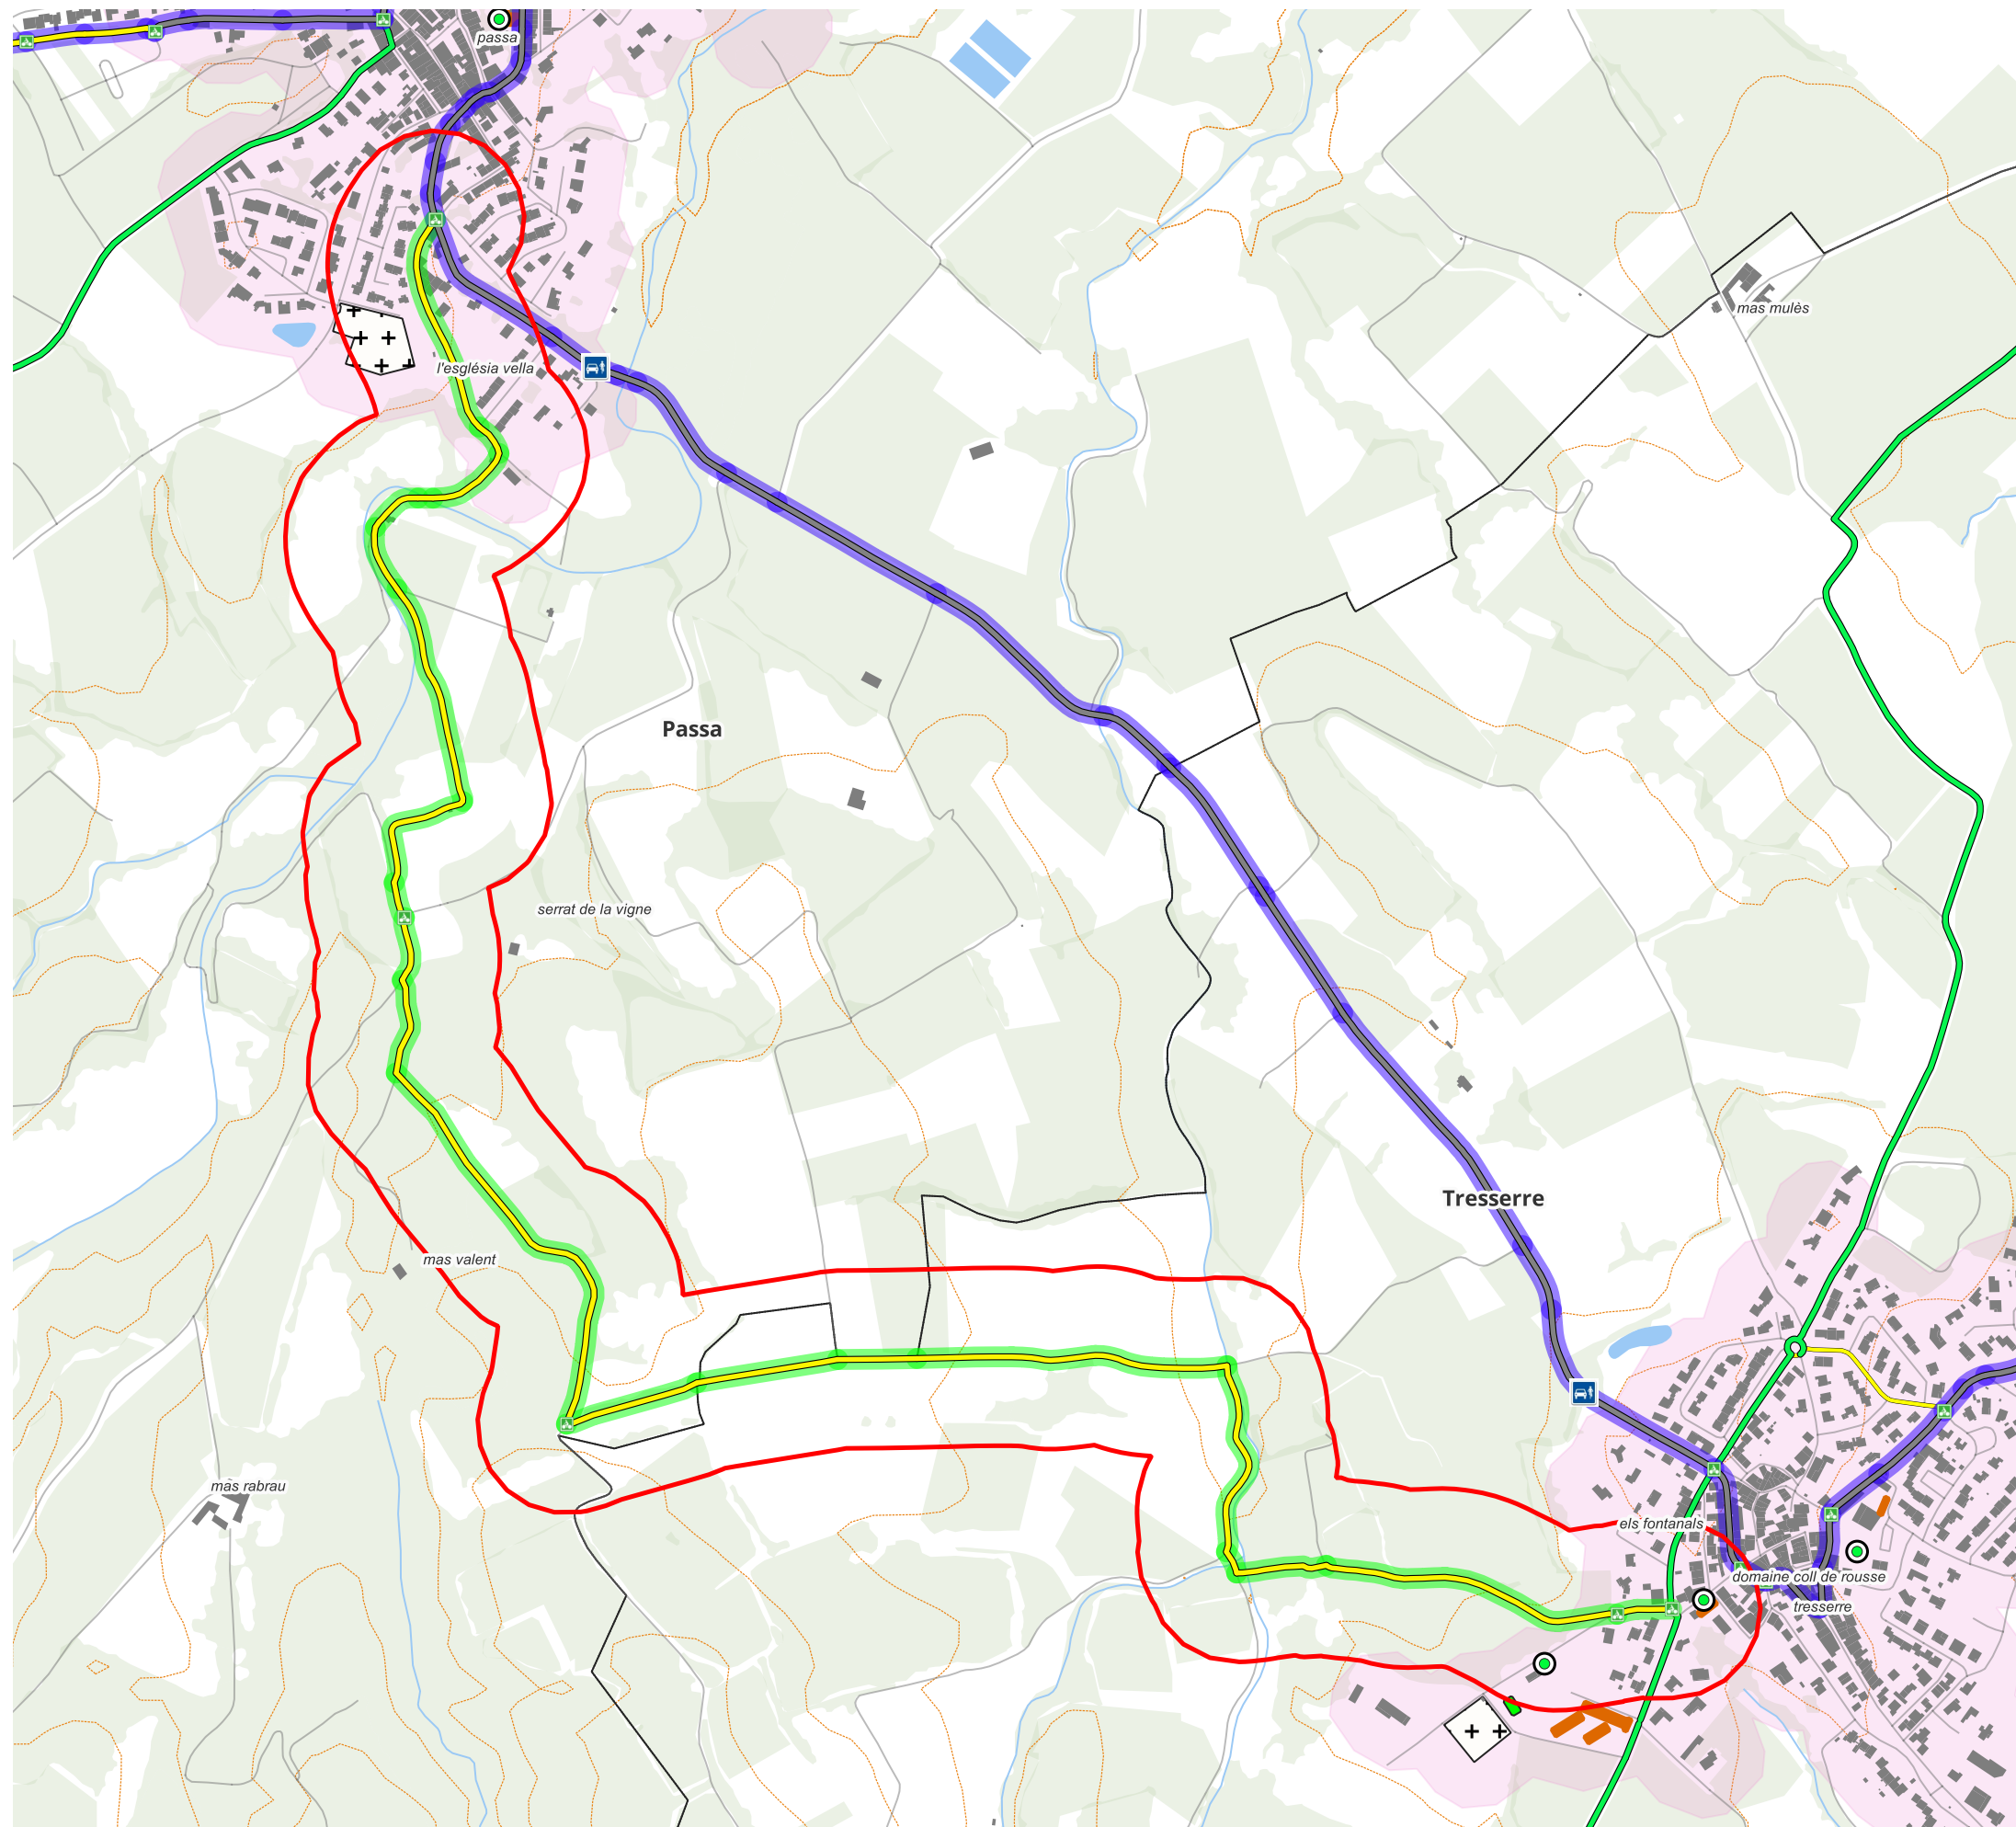 passa
mas mulès
l'església vella
Passa
serrat de la vigne
Tresserre
mas valent
mas rabrau
els fontanals
domaine coll de rousse
tresserre